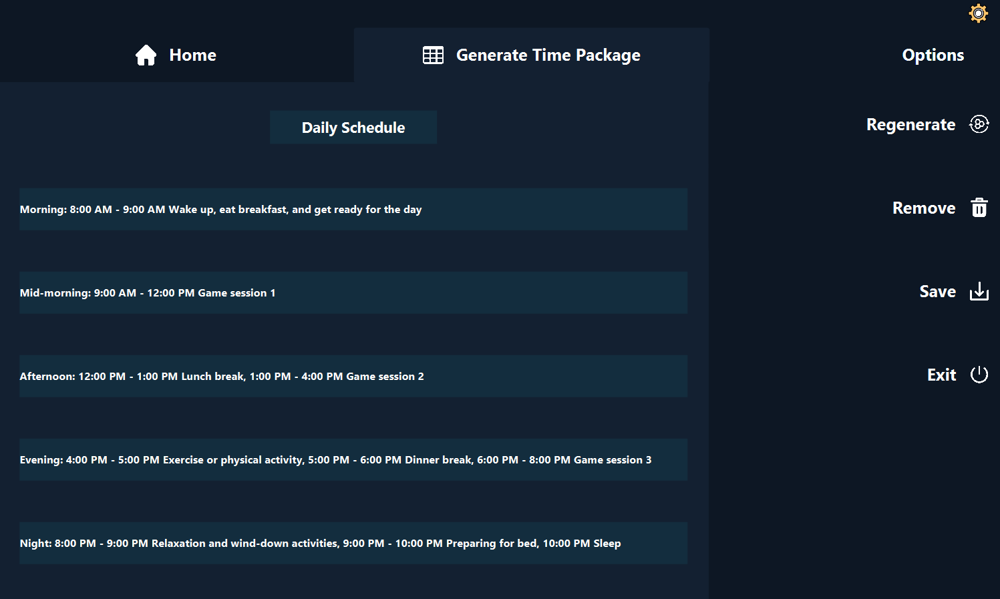 Home
Generate Time Package
Options
Daily Schedule
Regenerate
Morning: 8:00 AM - 9:00 AM Wake up, eat breakfast, and get ready for the day
Remove
Mid-morning: 9:00 AM - 12:00 PM Game session 1
Save
Afternoon: 12:00 PM - 1:00 PM Lunch break, 1:00 PM - 4:00 PM Game session 2
Exit
Evening: 4:00 PM - 5:00 PM Exercise or physical activity, 5:00 PM - 6:00 PM Dinner break, 6:00 PM - 8:00 PM Game session 3
Night: 8:00 PM - 9:00 PM Relaxation and wind-down activities, 9:00 PM - 10:00 PM Preparing for bed, 10:00 PM Sleep